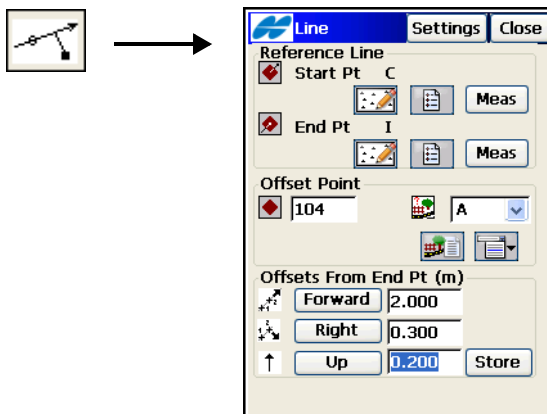 Line Settings Close
Reference Line
Start Pt C
Meas
End Pt I
Meas
Offset Point
104 A
Offsets From End Pt (m)
Forward 2.000
Right 0.300
Up 0.200 Store